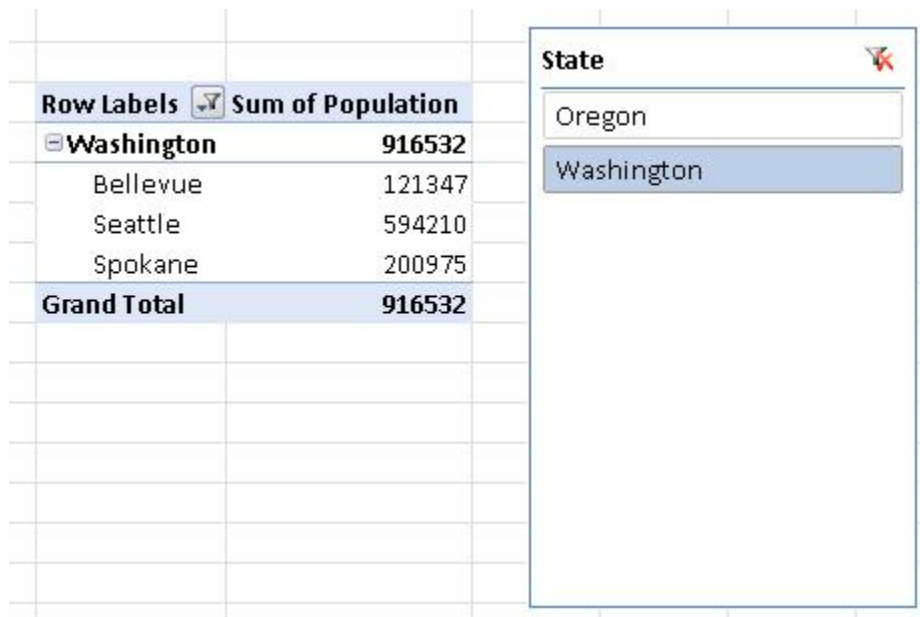 Row Labels Sum of Population
Washington 916532
Bellevue 121347
Seattle 594210
Spokane 200975
Grand Total 916532
State
Oregon
Washington